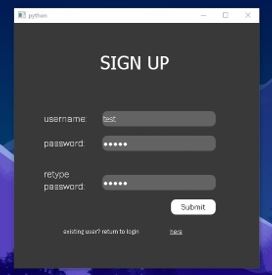 python
SIGN UP
username: test
password: •••••
retype
password: •••••
Submit
existing user? return to login here